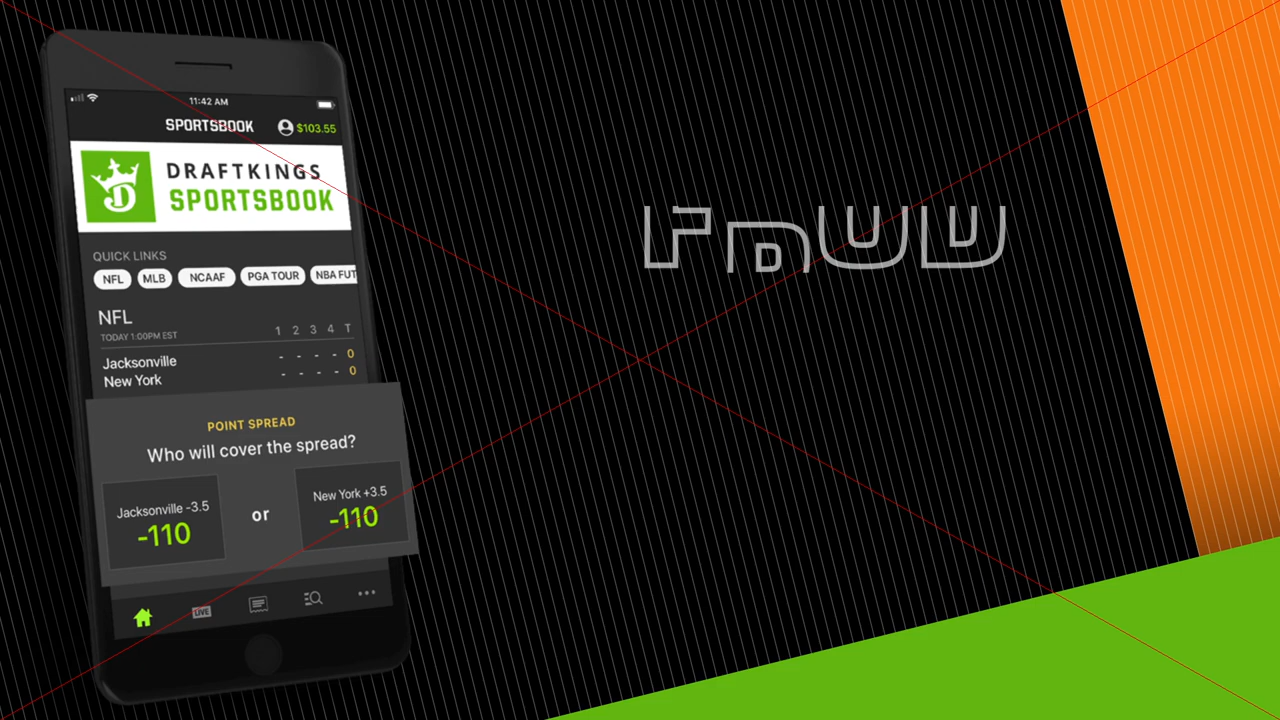 11:42 AM
SPORTSBOOK $103.55
DRAFTKINGS
SPORTSBOOK
QUICK LINKS
NFL MLB NCAAF PGA TOUR NBA FUT
NFL
TODAY 1:00PM EST 1 2 3 4 T
Jacksonville - - - - 0
New York - - - - 0
POINT SPREAD
Who will cover the spread?
Jacksonville -3.5
-110
or
New York +3.5
-110
LIVE